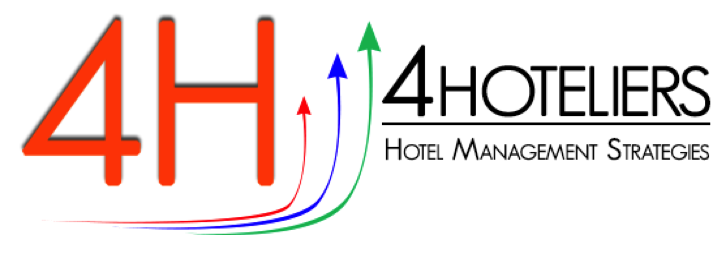 4H
4HOTELIERS
HOTEL MANAGEMENT STRATEGIES